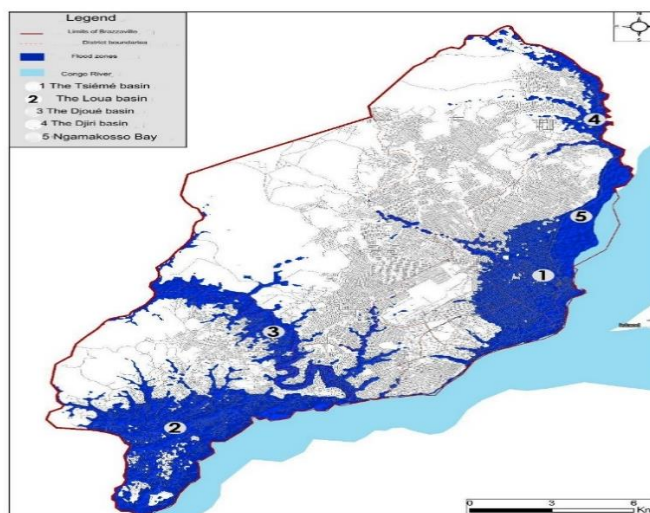 Legend
Limits of Brazzaville
District boundaries
Flood zones
Congo River
1 The Tsiémé basin
2 The Loua basin
3 The Djoué basin
4 The Djiri basin
5 Ngamakosso Bay
N
S
4
5
1
3
2
0 3 6
Km